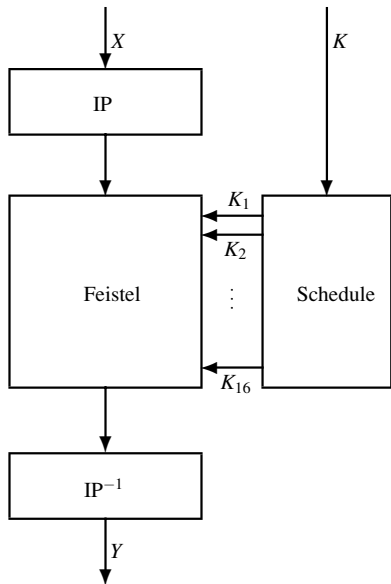 X K
IP
K₁
K₂
Feistel ⋮ Schedule
K₁₆
IP⁻¹
Y